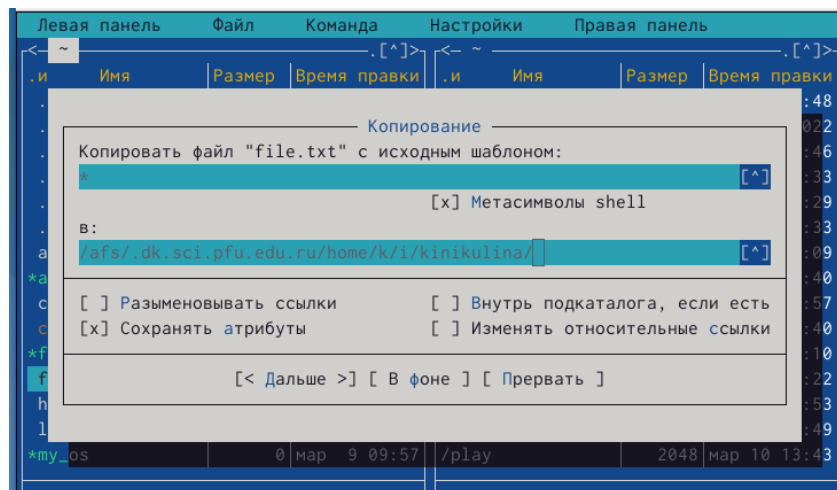 Левая панель Файл Команда Настройки Правая панель
<— ~ .[^]> <— ~ .[^]>
.и Имя Размер Время правки .и Имя Размер Время правки
. :48
Копирование
. 022
Копировать файл "file.txt" с исходным шаблоном:
. :46
* [^]
. :33
[x] Метасимволы shell
. :29
в:
. :33
/afs/.dk.sci.pfu.edu.ru/home/k/i/kinikulina/ [^]
а :09
*a :40
[ ] Разыменовывать ссылки [ ] Внутрь подкаталога, если есть
c :57
[x] Сохранять атрибуты [ ] Изменять относительные ссылки
c :40
*f :10
[< Дальше >] [ В фоне ] [ Прервать ]
f :22
h :53
l :49
*my_os 0 мар 9 09:57 /play 2048 мар 10 13:43